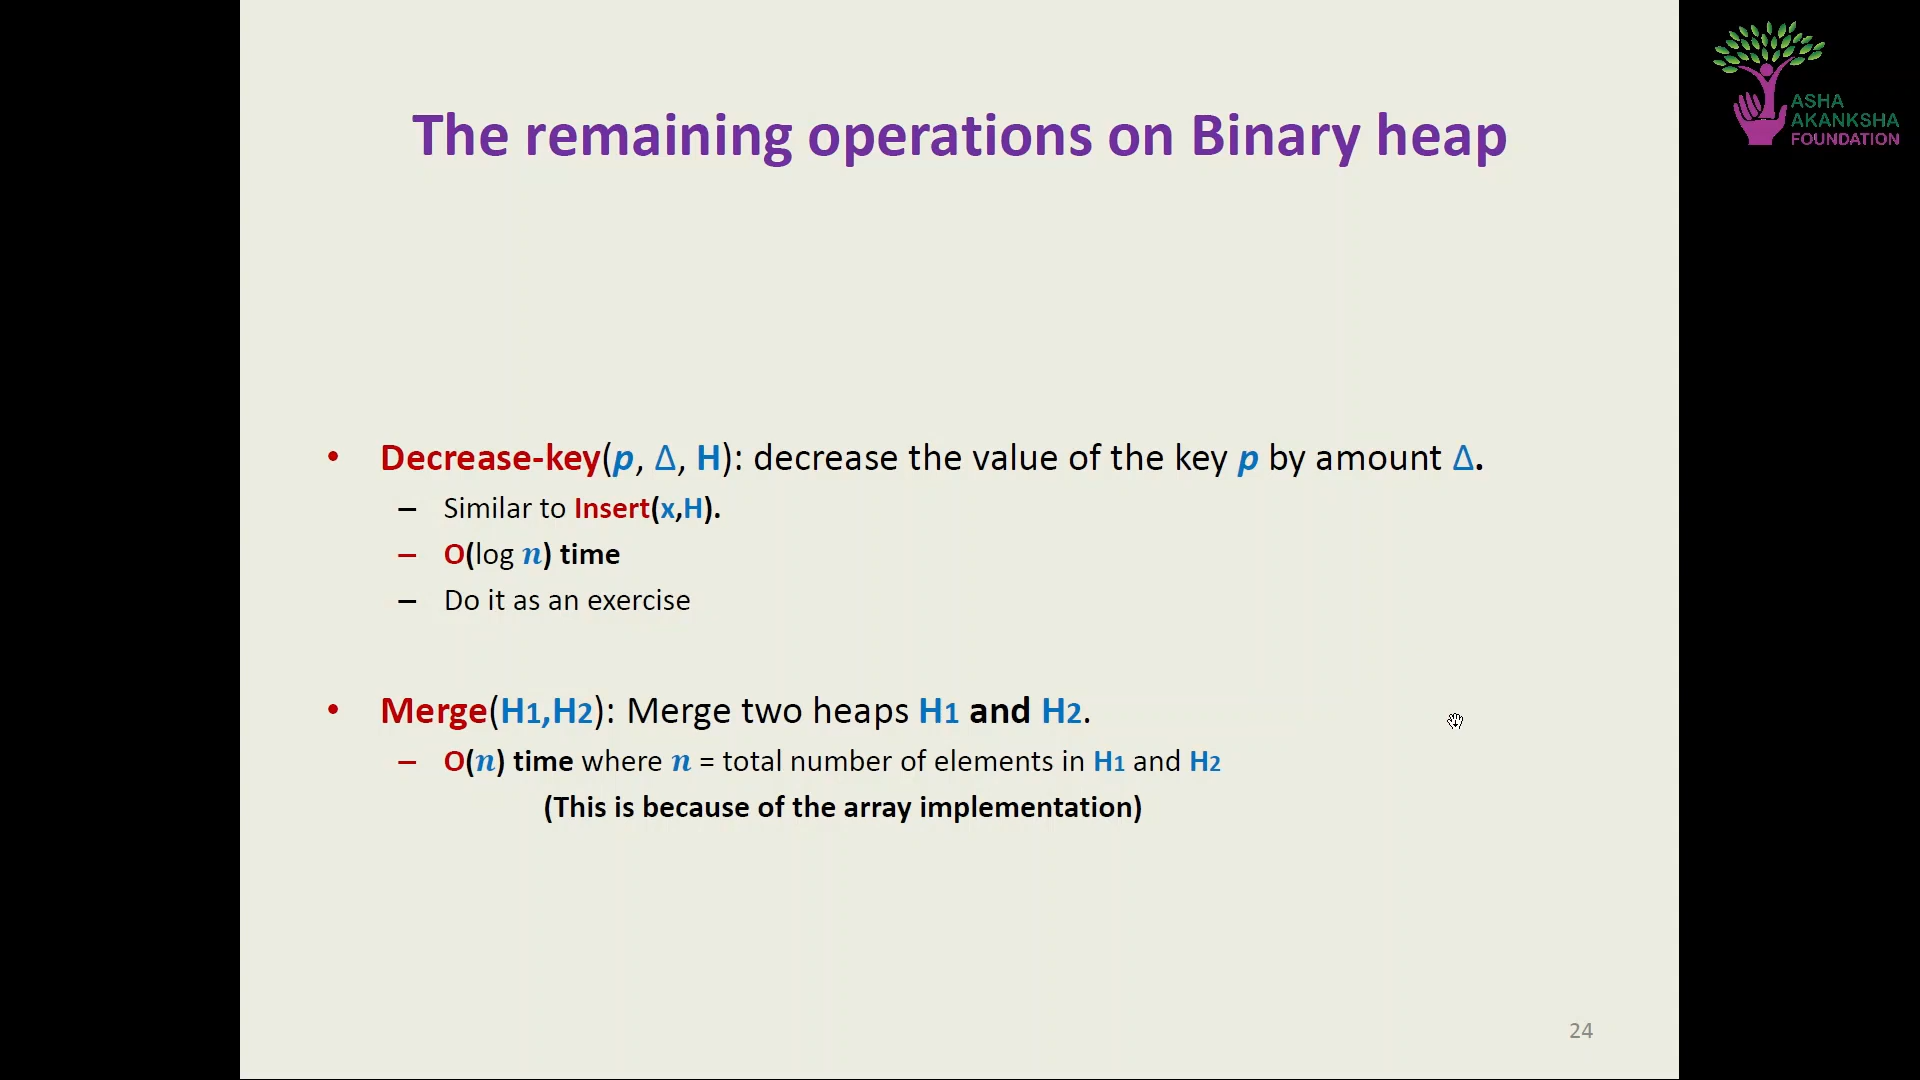 The remaining operations on Binary heap
• Decrease-key(p, Δ, H): decrease the value of the key p by amount Δ.
– Similar to Insert(x,H).
– O(log n) time
– Do it as an exercise
• Merge(H1,H2): Merge two heaps H1 and H2.
– O(n) time where n = total number of elements in H1 and H2
(This is because of the array implementation)
24
ASHA
AKANKSHA
FOUNDATION